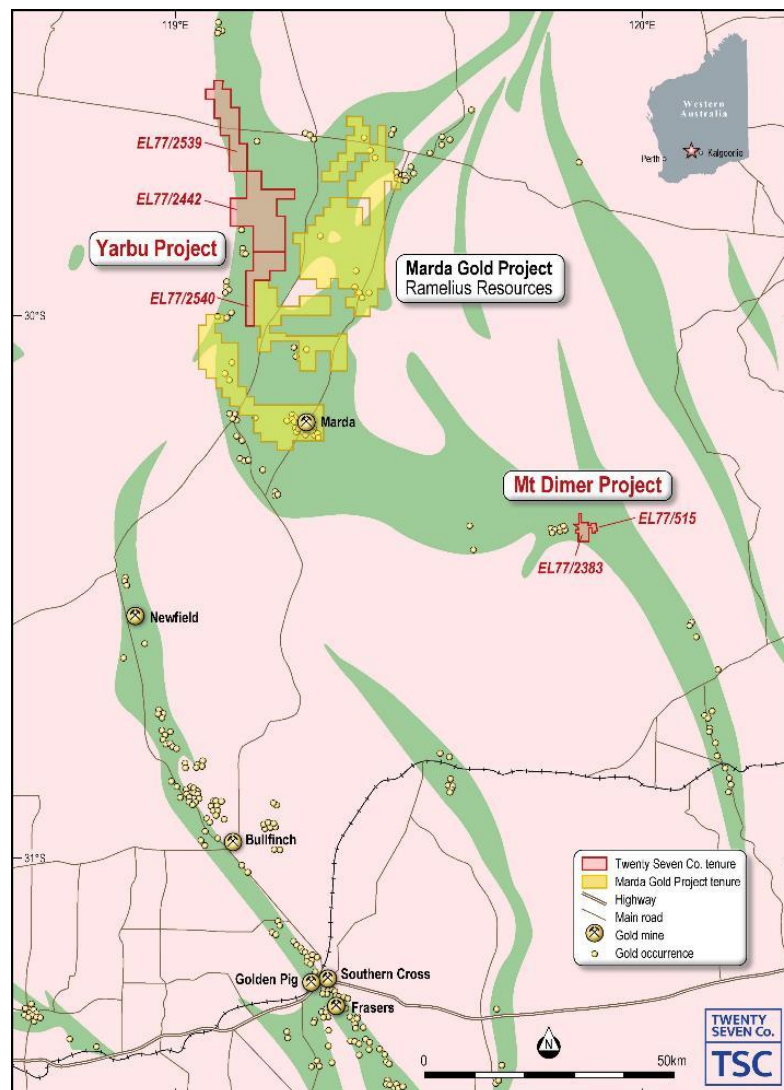 119°E
120°E
Western
Australia
Perth
Kalgoorlie
EL77/2539
EL77/2442
Yarbu Project
EL77/2540
Marda Gold Project
Ramelius Resources
30°S
Marda
Mt Dimer Project
EL77/515
EL77/2383
Newfield
Bullfinch
31°S
Twenty Seven Co. tenure
Marda Gold Project tenure
Highway
Main road
Gold mine
Gold occurrence
Golden Pig
Southern Cross
Frasers
N
0
50km
TWENTY
SEVEN Co.
TSC